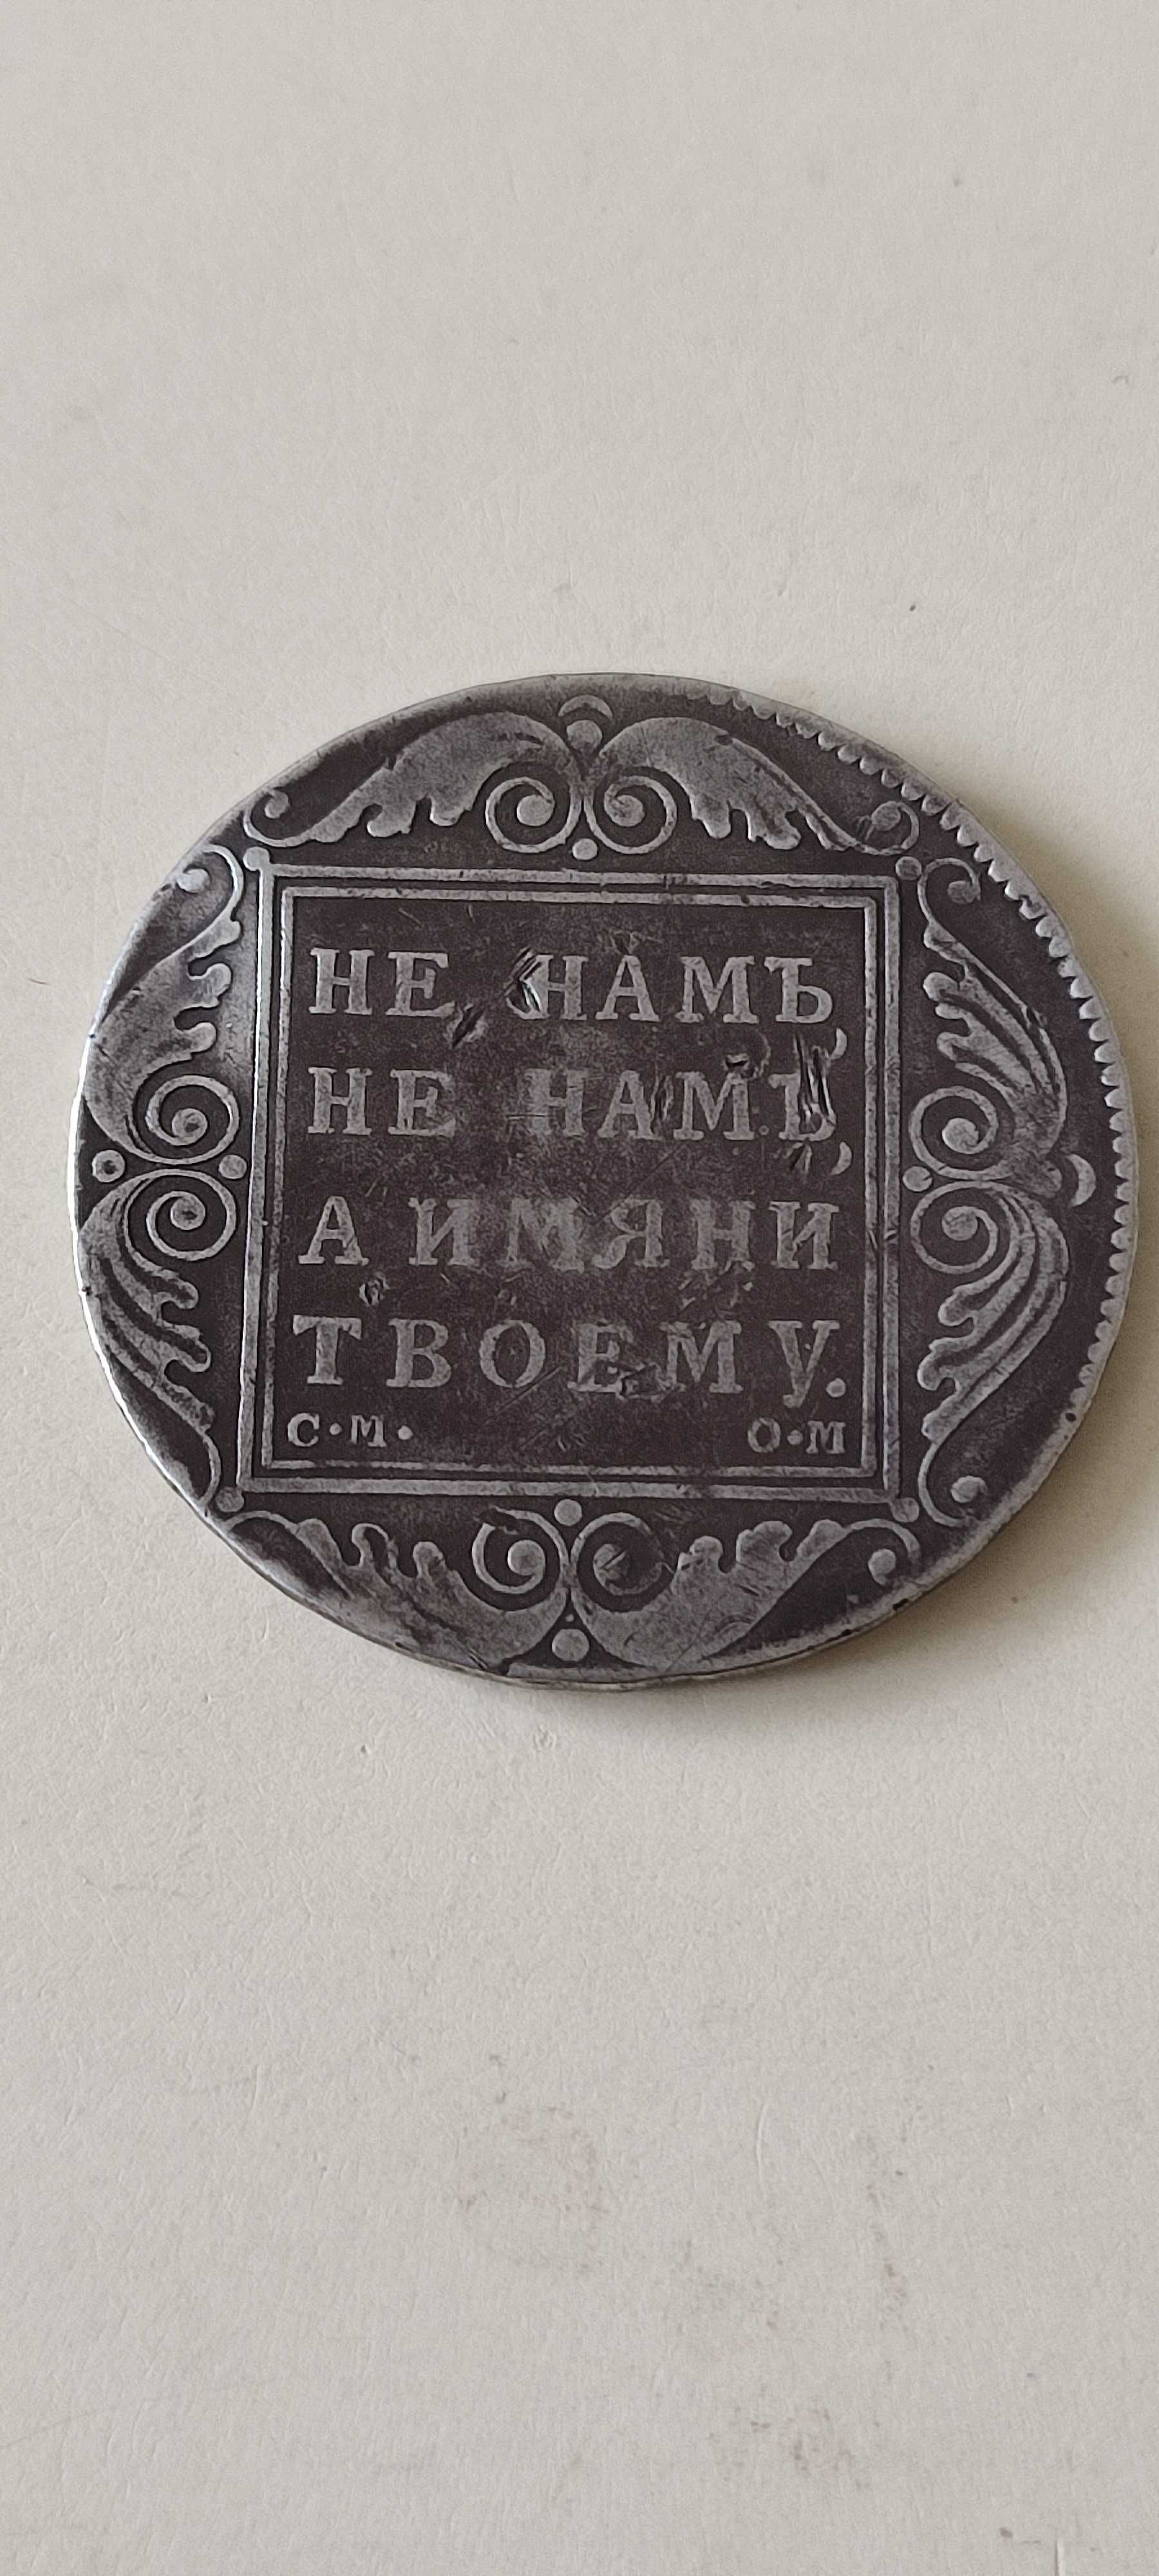 НЕ НАМЪ,
НЕ НАМЪ,
А ИМЯНИ
ТВОЕМУ.
С·М· О·М